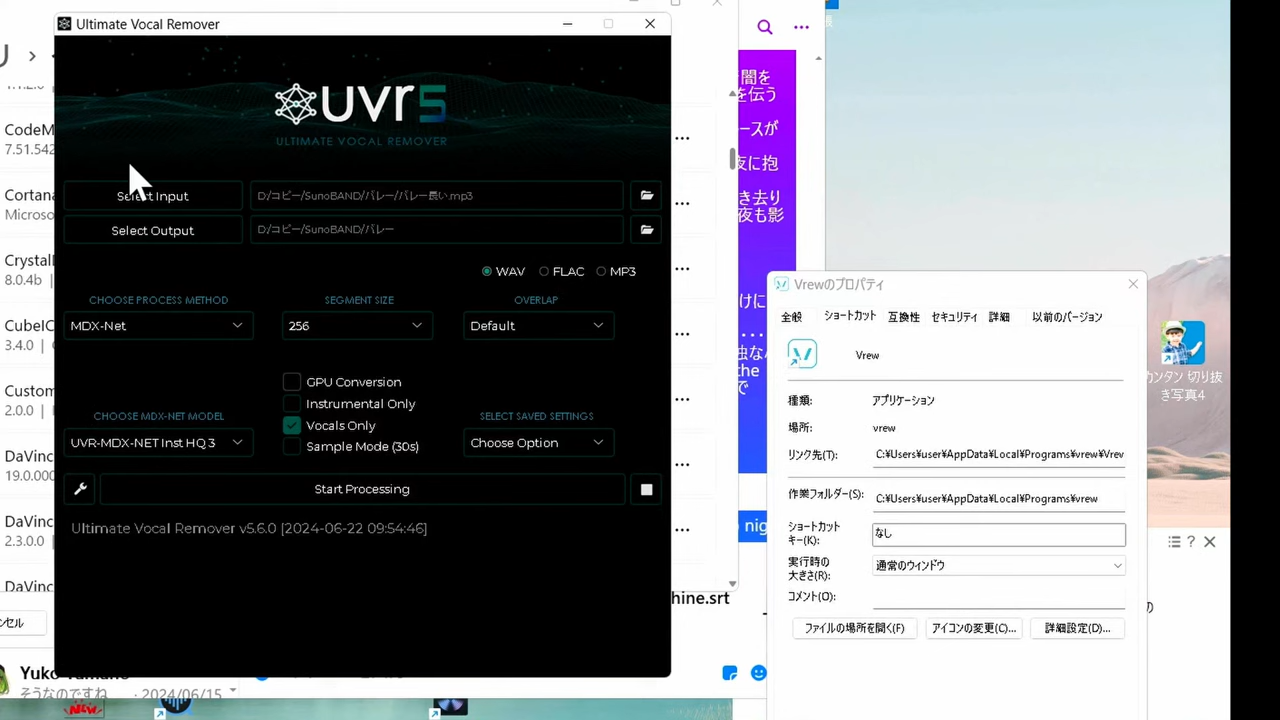 Ultimate Vocal Remover
uvr5
ULTIMATE VOCAL REMOVER
Select Input
D/コピー/SunoBAND/バレー/バレー長い.mp3
Select Output
D/コピー/SunoBAND/バレー
WAV
FLAC
MP3
CHOOSE PROCESS METHOD
SEGMENT SIZE
OVERLAP
MDX-Net
256
Default
GPU Conversion
Instrumental Only
Vocals Only
Sample Mode (30s)
CHOOSE MDX-NET MODEL
SELECT SAVED SETTINGS
UVR-MDX-NET Inst HQ 3
Choose Option
Start Processing
Ultimate Vocal Remover v5.6.0 [2024-06-22 09:54:46]
CodeM
7.51.542
Cortana
Microso
Crystall
8.0.4b
CubelC
3.4.0
Custom
2.0.0
DaVinc
19.0.000
DaVinc
2.3.0.0
DaVinc
ンセル
Yuko Yamano
そうなのですね
2024/06/15
NEW
闇を
を伝う
ースが
夜に抱
き去り
夜も影
けに
独な
the
で
nig
hine.srt
Vrewのプロパティ
全般
ショートカット
互換性
セキュリティ
詳細
以前のバージョン
Vrew
種類:
アプリケーション
場所:
vrew
リンク先(T):
C:¥Users¥user¥AppData¥Local¥Programs¥vrew¥Vrev
作業フォルダー(S):
C:¥Users¥user¥AppData¥Local¥Programs¥vrew
ショートカット
キー(K):
なし
実行時の
大きさ(R):
通常のウィンドウ
コメント(O):
ファイルの場所を開く(F)
アイコンの変更(C)...
詳細設定(D)...
カンタン 切り抜
き写真4
の